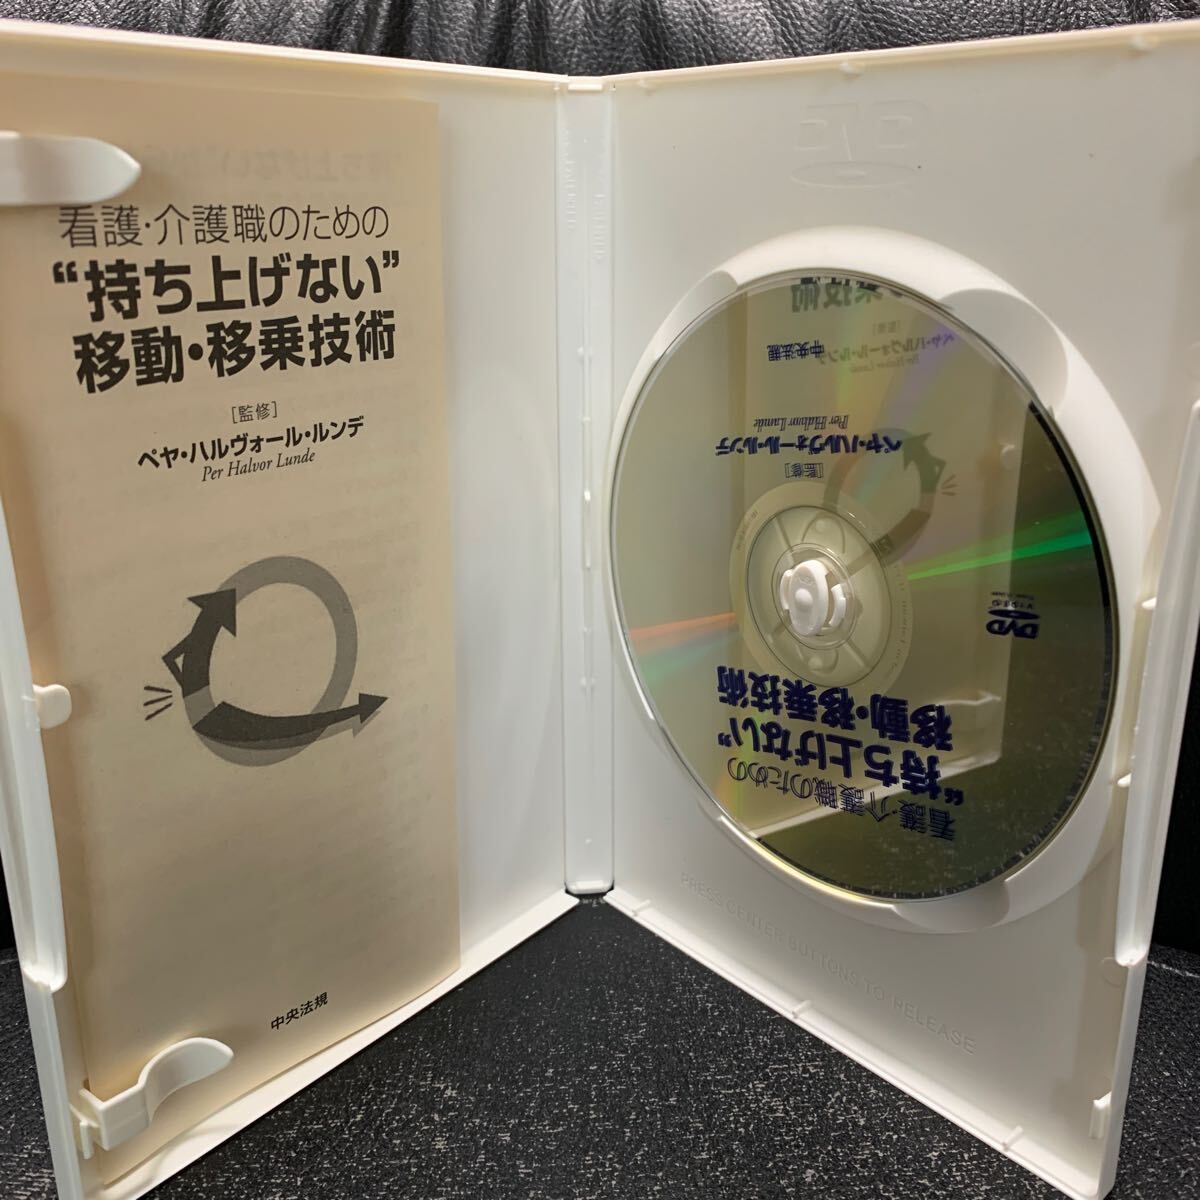 看護・介護職のための
“持ち上げない”
移動・移乗技術
[監修]
ペヤ・ハルヴォール・ルンデ
Per Halvor Lunde
中央法規
DVD
看護・介護職のための
“持ち上げない”
移動・移乗技術
DVD
[監修]
ペヤ・ハルヴォール・ルンデ
Per Halvor Lunde
中央法規
PRESS CENTER BUTTONS TO RELEASE